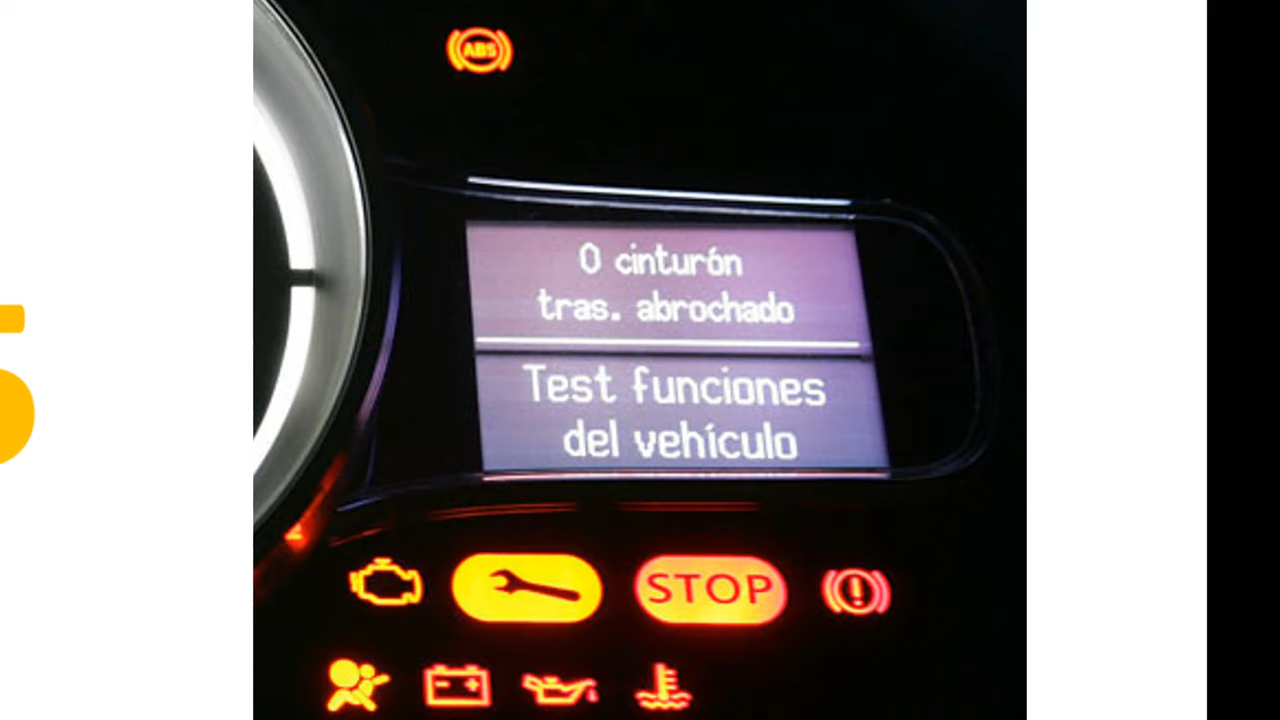 ABS
0 cinturón
tras. abrochado
Test funciones
del vehículo
STOP